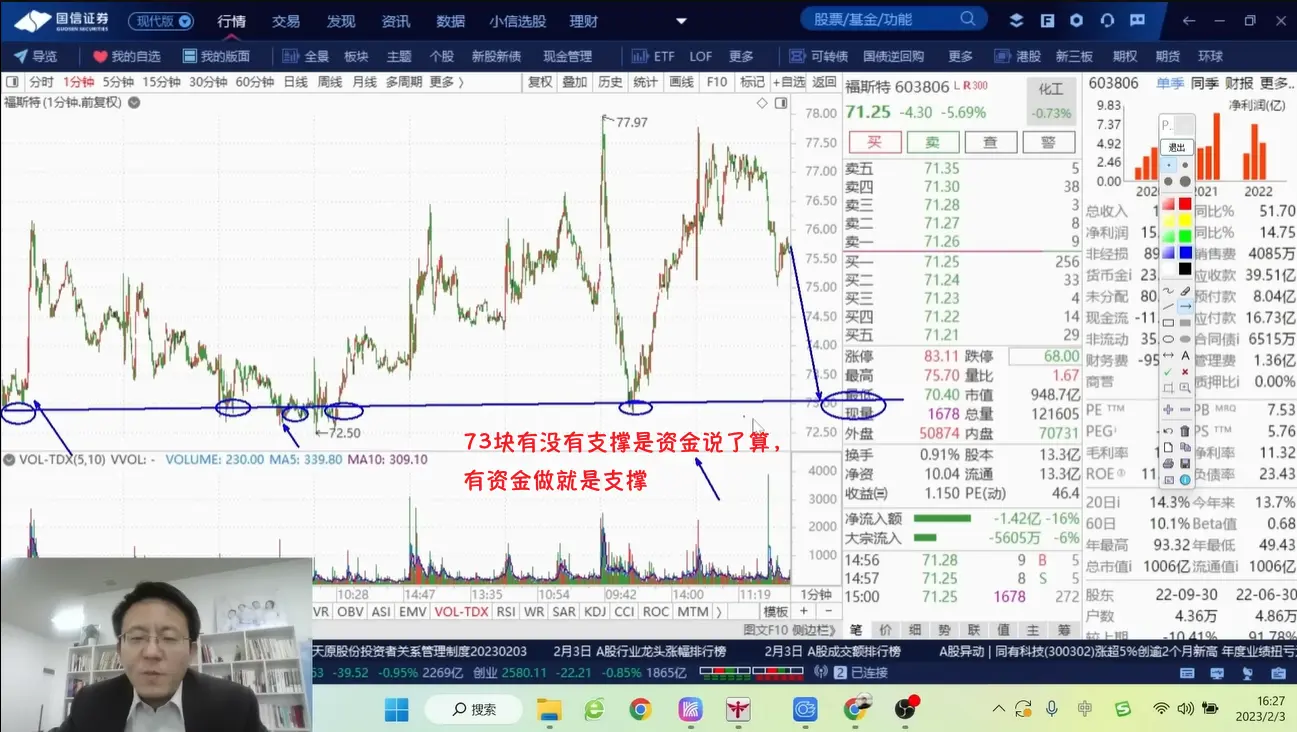 国信证券
GUOSEN SECURITIES
现代版
行情 交易 发现 资讯 数据 小信选股 理财
股票/基金/功能
导览 我的自选 我的版面 全景 板块 主题 个股 新股新债 现金管理 ETF LOF 更多 可转债 国债逆回购 更多 港股 新三板 期权 期货 环球
分时 1分钟 5分钟 15分钟 30分钟 60分钟 日线 周线 月线 多周期 更多 复权 叠加 历史 统计 画线 F10 标记 +自选 返回
福斯特(1分钟.前复权)
77.97
72.50
78.00
77.50
77.00
76.50
76.00
75.50
75.00
74.50
74.00
72.50
73块有没有支撑是资金说了算，
有资金做就是支撑
VOL-TDX(5,10) VVOL: - VOLUME: 230.00 MA5: 339.80 MA10: 309.10
4000
3000
2000
1000
10:28 14:47 13:35 10:54 09:42 14:00 11:19 1分钟
VR OBV ASI EMV VOL-TDX RSI WR SAR KDJ CCI ROC MTM 模板 + -
图文F10 侧边栏
福斯特 603806 L R300
71.25 -4.30 -5.69%
化工
-0.73%
买 卖 查 警
卖五 71.35 5
卖四 71.30 38
卖三 71.28 3
卖二 71.27 8
卖一 71.26 9
买一 71.25 256
买二 71.24 33
买三 71.23 4
买四 71.22 14
买五 71.21 29
涨停 83.11 跌停 68.00
最高 75.70 量比 1.67
最低 70.40 市值 948.7亿
现量 1678 总量 121605
外盘 50874 内盘 70731
换手 0.91% 股本 13.3亿
净资 10.04 流通 13.3亿
收益㈢ 1.150 PE(动) 46.4
净流入额 -1.42亿 -16%
大宗流入 -5605万 -6%
14:56 71.28 9 B 5
14:57 71.25 8 S 5
15:00 71.25 1678 272
笔 价 细 势 联 值 主 筹
603806 单季 同季 财报 更多..
净利润(亿)
9.83
7.37
4.92
2.46
0.00
2021 2022
退出
总收入 同比% 51.70
净利润 15. 同比% 14.75
非经损 89 销售费 4085万
货币金 应收款 39.51亿
未分配 80. 预付款 8.04亿
现金流 -11. 应付款 16.73亿
非流动 35. 合同债 6515万
财务费 -95 管理费 1.36亿
商营 质押比 0.00%
PE TTM PB MRQ 7.53
PEG PS TTM 5.76
毛利率 净利率 11.32
ROE 11. 负债率 23.43
20日 14.3% 今年来 13.7%
60日 10.1% Beta值 0.68
年最高 93.32 年最低 49.43
总市值 1006亿 流通值 1006亿
股东 22-09-30 22-06-30
户数 4.36万 4.86万
较上期 -10.41% 91.78%
天原股份投资者关系管理制度20230203 2月3日 A股行业龙头涨幅排行榜 2月3日 A股成交额排行榜 A股异动 | 同有科技(300302)涨超5%创逾2个月新高 年度业绩扭亏
-39.52 -0.95% 2269亿 创业 2580.11 -22.21 -0.85% 1865亿 2 已连接
搜索
中
16:27
2023/2/3